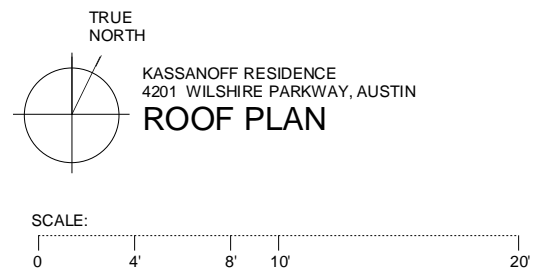 TRUE
NORTH
KASSANOFF RESIDENCE
4201 WILSHIRE PARKWAY, AUSTIN
ROOF PLAN
SCALE:
0 4' 8' 10' 20'